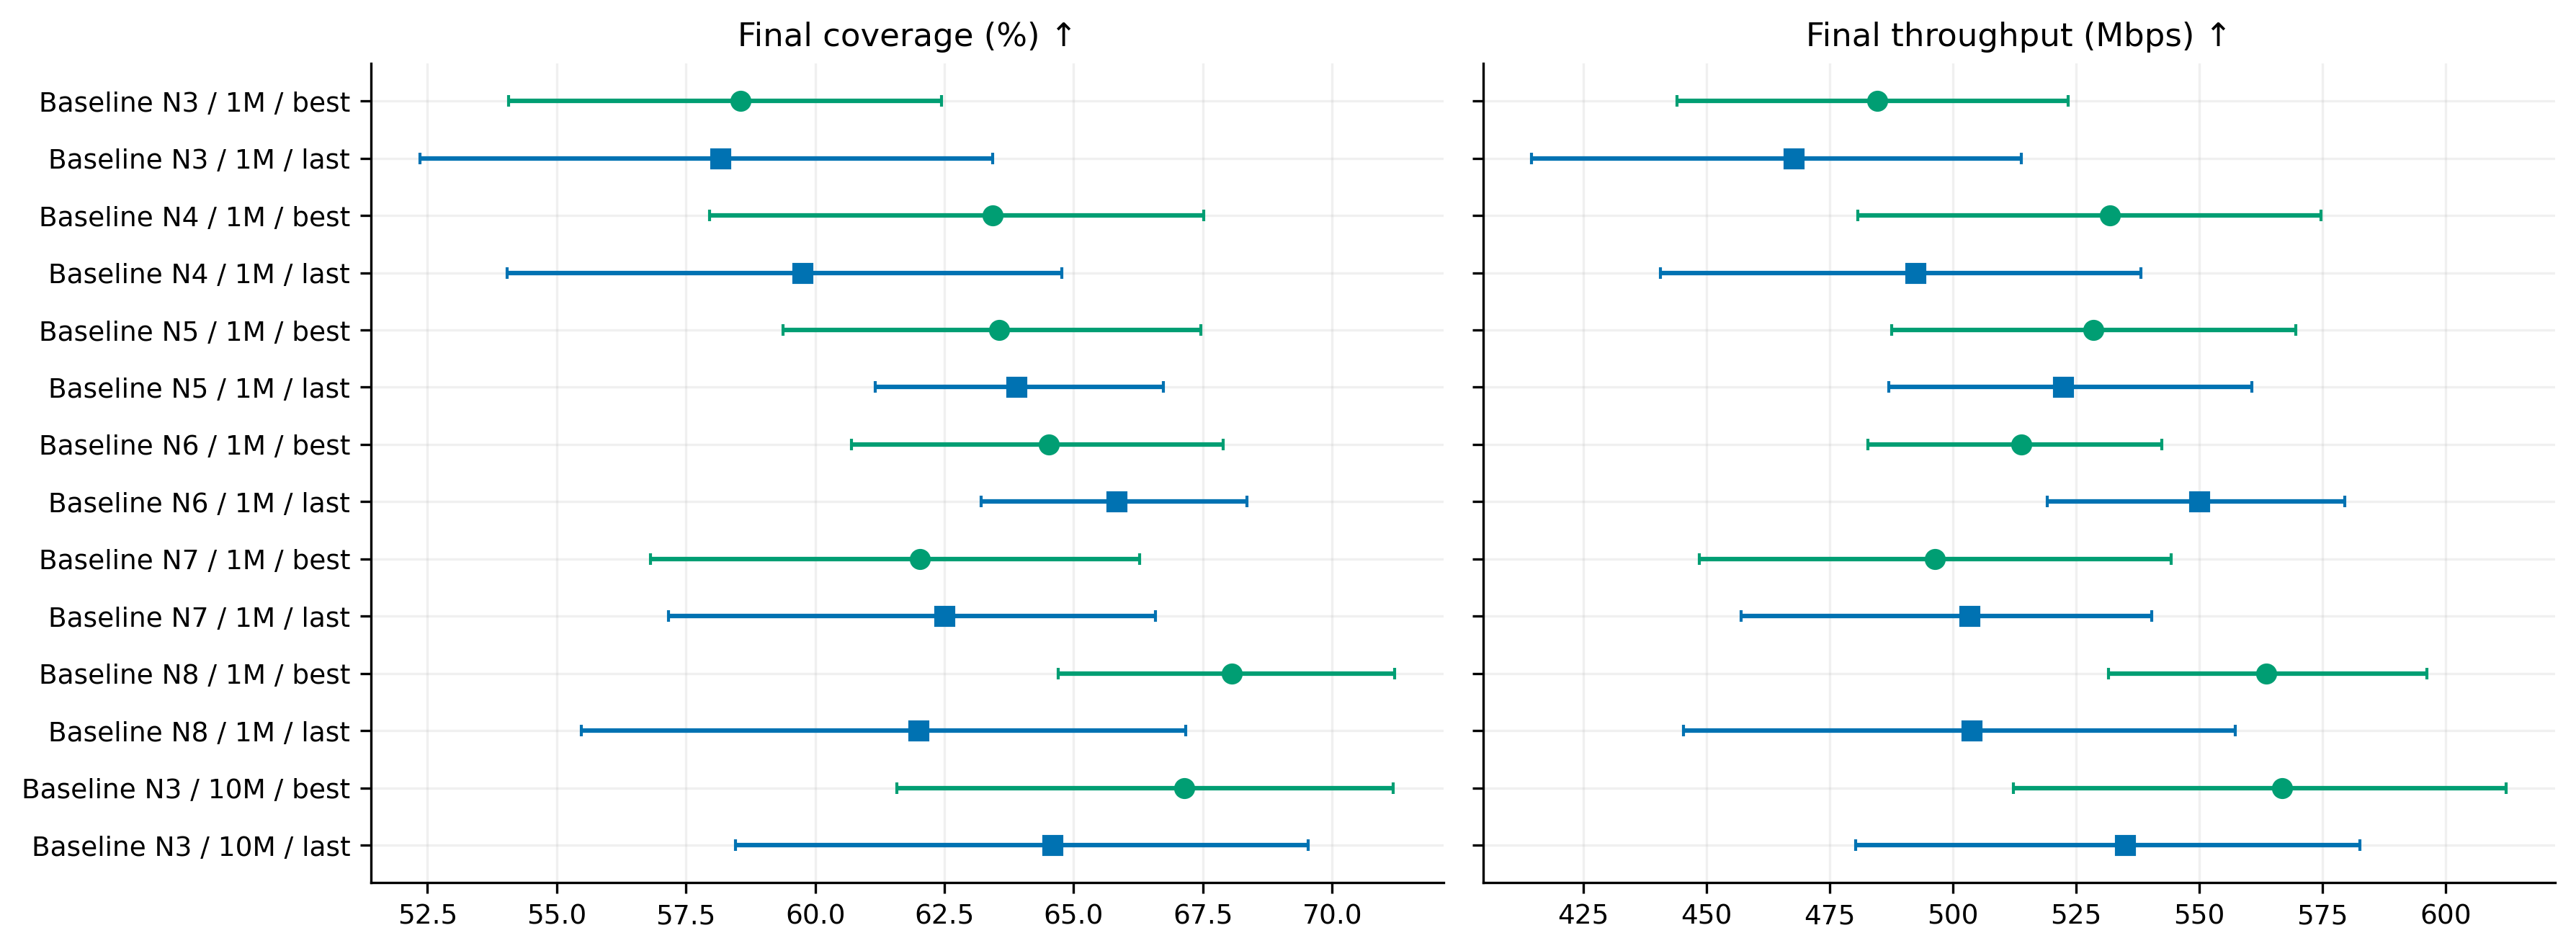 Final coverage (%) ↑
Final throughput (Mbps) ↑
Baseline N3 / 1M / best
Baseline N3 / 1M / last
Baseline N4 / 1M / best
Baseline N4 / 1M / last
Baseline N5 / 1M / best
Baseline N5 / 1M / last
Baseline N6 / 1M / best
Baseline N6 / 1M / last
Baseline N7 / 1M / best
Baseline N7 / 1M / last
Baseline N8 / 1M / best
Baseline N8 / 1M / last
Baseline N3 / 10M / best
Baseline N3 / 10M / last
52.5 55.0 57.5 60.0 62.5 65.0 67.5 70.0
425 450 475 500 525 550 575 600